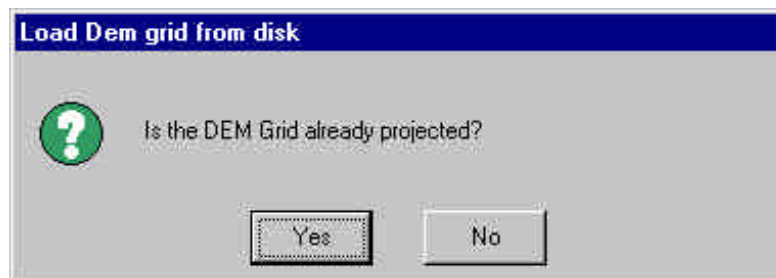 Load Dem grid from disk
Is the DEM Grid already projected?
Yes
No